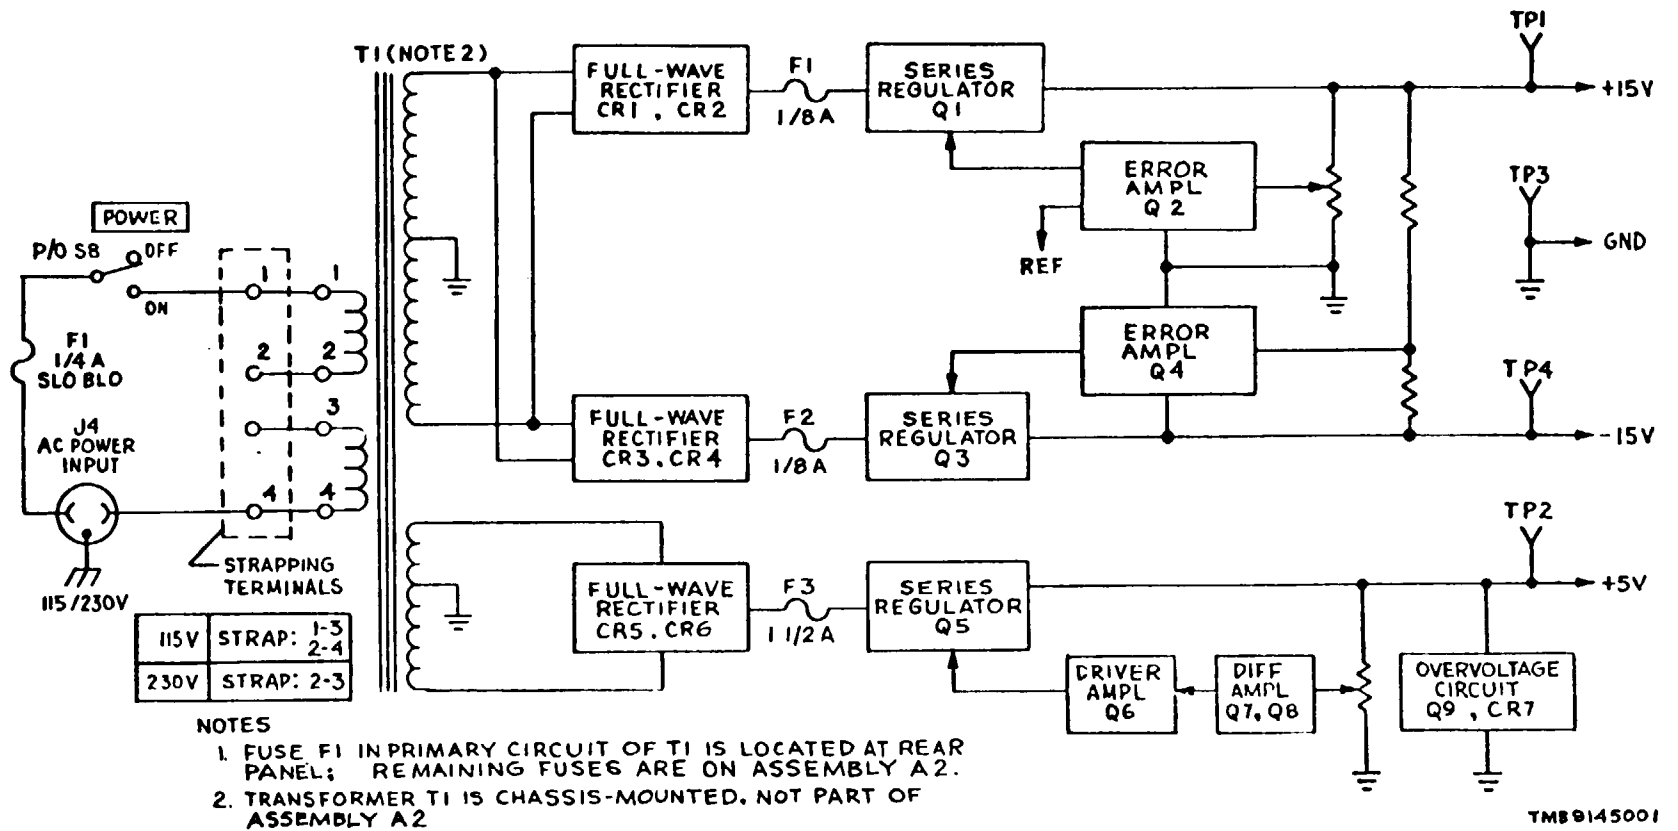 T1 (NOTE 2)
FULL-WAVE
RECTIFIER
CR1, CR2
F1
1/8 A
SERIES
REGULATOR
Q1
TP1
+15V
ERROR
AMPL
Q2
REF
TP3
GND
POWER
P/O S8
OFF
ON
1
1
2
2
3
4
4
F1
1/4 A
SLO BLO
J4
AC POWER
INPUT
115/230V
STRAPPING
TERMINALS
115V STRAP: 1-3
2-4
230V STRAP: 2-3
ERROR
AMPL
Q4
FULL-WAVE
RECTIFIER
CR3, CR4
F2
1/8 A
SERIES
REGULATOR
Q3
TP4
-15V
FULL-WAVE
RECTIFIER
CR5, CR6
F3
1 1/2 A
SERIES
REGULATOR
Q5
TP2
+5V
DRIVER
AMPL
Q6
DIFF
AMPL
Q7, Q8
OVERVOLTAGE
CIRCUIT
Q9, CR7
NOTES
1. FUSE F1 IN PRIMARY CIRCUIT OF T1 IS LOCATED AT REAR
PANEL; REMAINING FUSES ARE ON ASSEMBLY A2.
2. TRANSFORMER T1 IS CHASSIS-MOUNTED, NOT PART OF
ASSEMBLY A2
TMB9145001